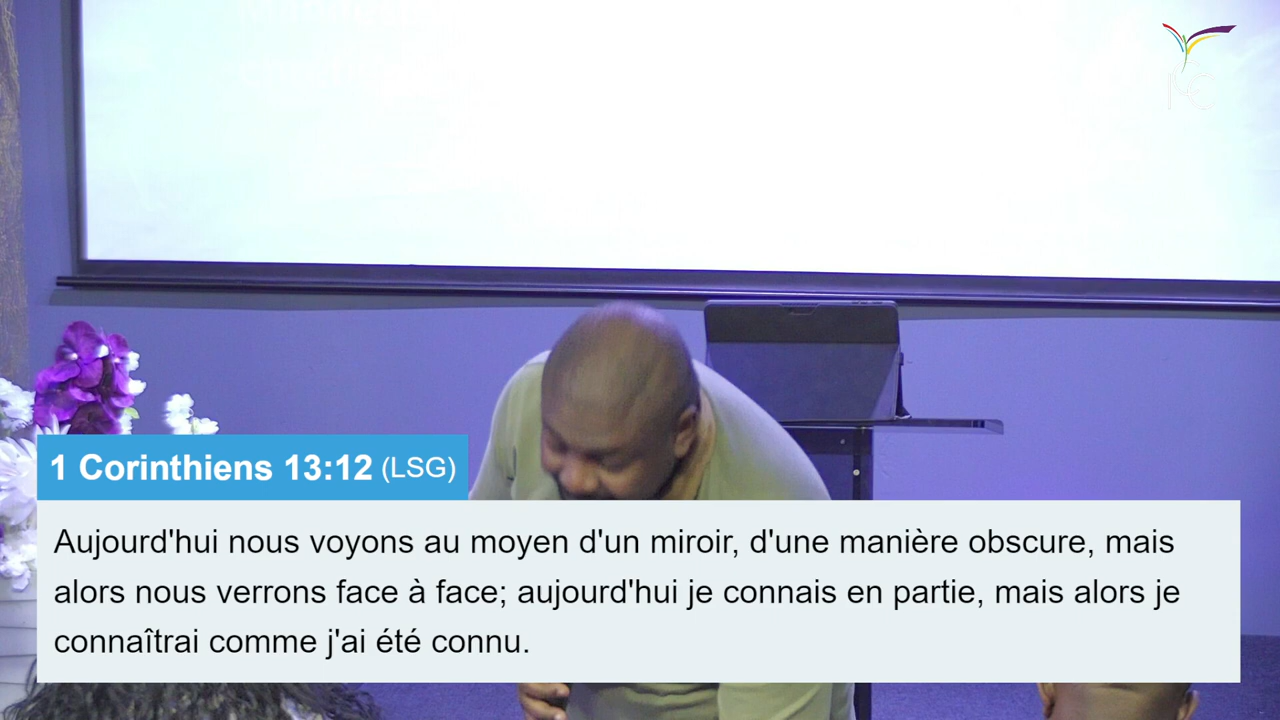 1 Corinthiens 13:12 (LSG)
Aujourd'hui nous voyons au moyen d'un miroir, d'une manière obscure, mais
alors nous verrons face à face; aujourd'hui je connais en partie, mais alors je
connaîtrai comme j'ai été connu.